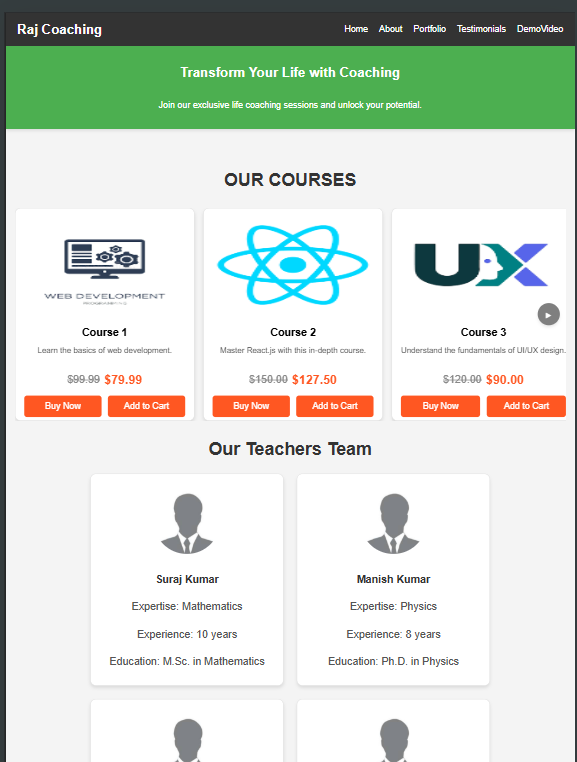 Raj Coaching
Home About Portfolio Testimonials DemoVideo
Transform Your Life with Coaching
Join our exclusive life coaching sessions and unlock your potential.
OUR COURSES
WEB DEVELOPMENT
UX
Course 1
Course 2
Course 3
Learn the basics of web development.
Master React.js with this in-depth course.
Understand the fundamentals of UI/UX design.
$99.99 $79.99
$150.00 $127.50
$120.00 $90.00
Buy Now Add to Cart
Buy Now Add to Cart
Buy Now Add to Cart
Our Teachers Team
Suraj Kumar
Expertise: Mathematics
Experience: 10 years
Education: M.Sc. in Mathematics
Manish Kumar
Expertise: Physics
Experience: 8 years
Education: Ph.D. in Physics